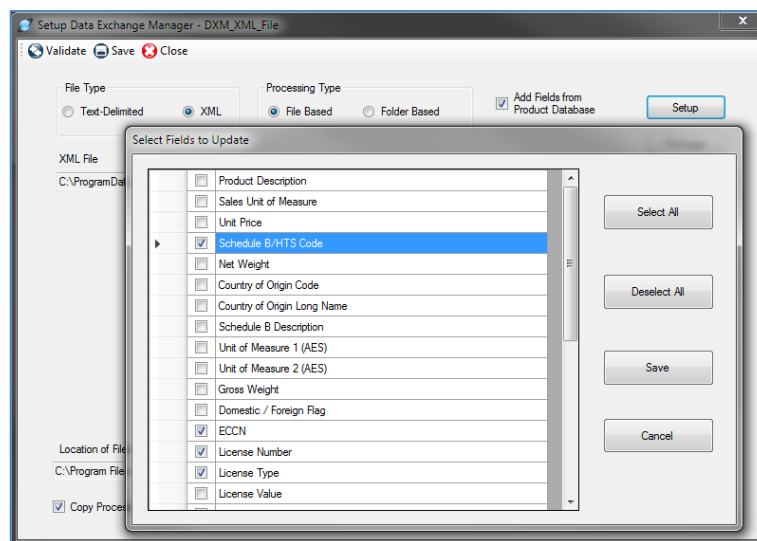 Setup Data Exchange Manager - DXM_XML_File
Validate Save Close
File Type
Processing Type
Text-Delimited
XML
File Based
Folder Based
Add Fields from
Product Database
Setup
Select Fields to Update
XML File
C:\ProgramDat
Product Description
Sales Unit of Measure
Unit Price
Schedule B/HTS Code
Net Weight
Country of Origin Code
Country of Origin Long Name
Schedule B Description
Unit of Measure 1 (AES)
Unit of Measure 2 (AES)
Gross Weight
Domestic / Foreign Flag
ECCN
License Number
License Type
License Value
Select All
Deselect All
Save
Cancel
Location of File
C:\Program File
Copy Proces